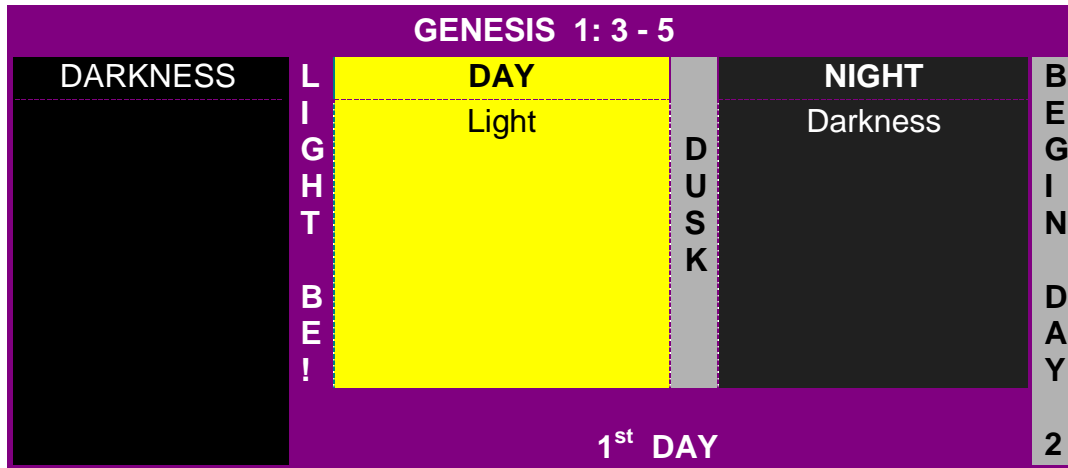 GENESIS 1: 3 - 5
DARKNESS
LIGHT BE!
DAY
Light
DUSK
NIGHT
Darkness
BEGIN DAY 2
1st DAY